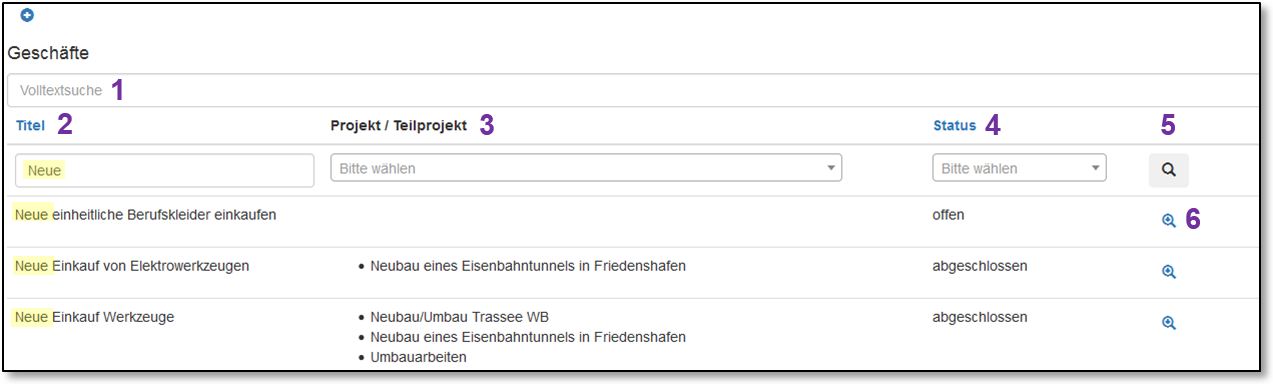 Geschäfte
Volltextsuche 1
Titel 2 Projekt / Teilprojekt 3 Status 4 5
Neue Bitte wählen Bitte wählen
Neue einheitliche Berufskleider einkaufen offen 6
Neue Einkauf von Elektrowerkzeugen • Neubau eines Eisenbahntunnels in Friedenshafen abgeschlossen
Neue Einkauf Werkzeuge • Neubau/Umbau Trassee WB abgeschlossen
• Neubau eines Eisenbahntunnels in Friedenshafen
• Umbauarbeiten